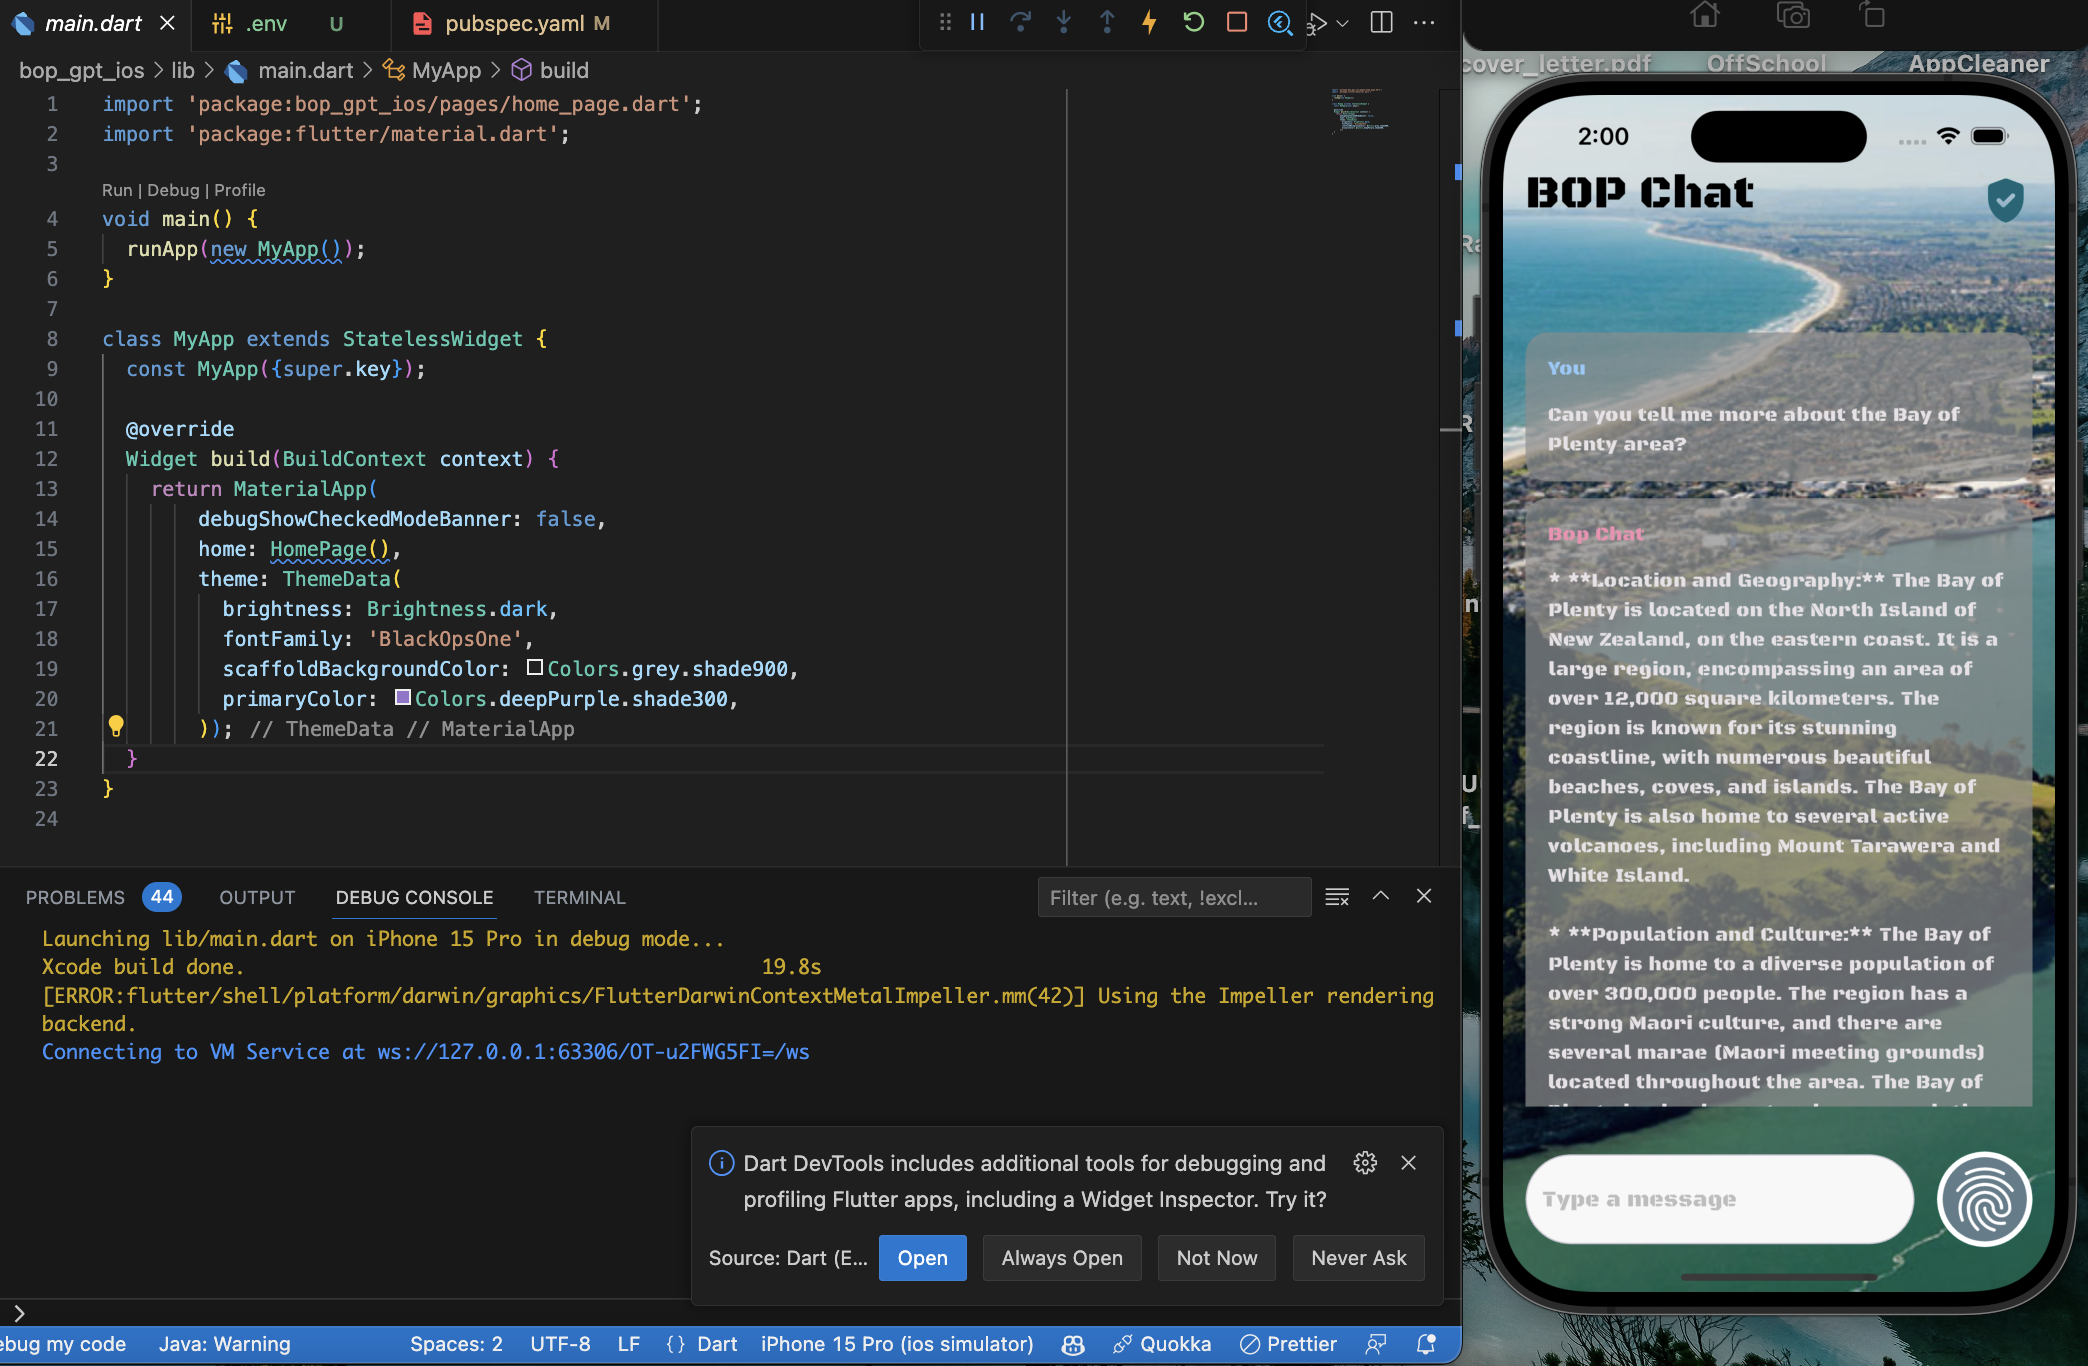 main.dart
.env U
pubspec.yaml M
bop_gpt_ios > lib > main.dart > MyApp > build
1 import 'package:bop_gpt_ios/pages/home_page.dart';
2 import 'package:flutter/material.dart';
3
Run | Debug | Profile
4 void main() {
5 runApp(new MyApp());
6 }
7
8 class MyApp extends StatelessWidget {
9 const MyApp({super.key});
10
11 @override
12 Widget build(BuildContext context) {
13 return MaterialApp(
14 debugShowCheckedModeBanner: false,
15 home: HomePage(),
16 theme: ThemeData(
17 brightness: Brightness.dark,
18 fontFamily: 'BlackOpsOne',
19 scaffoldBackgroundColor: Colors.grey.shade900,
20 primaryColor: Colors.deepPurple.shade300,
21 )); // ThemeData // MaterialApp
22 }
23 }
24
PROBLEMS 44 OUTPUT DEBUG CONSOLE TERMINAL
Filter (e.g. text, !excl...
Launching lib/main.dart on iPhone 15 Pro in debug mode...
Xcode build done. 19.8s
[ERROR:flutter/shell/platform/darwin/graphics/FlutterDarwinContextMetalImpeller.mm(42)] Using the Impeller rendering
backend.
Connecting to VM Service at ws://127.0.0.1:63306/OT-u2FWG5FI=/ws
Dart DevTools includes additional tools for debugging and
profiling Flutter apps, including a Widget Inspector. Try it?
Source: Dart (E... Open Always Open Not Now Never Ask
ebug my code Java: Warning Spaces: 2 UTF-8 LF {} Dart iPhone 15 Pro (ios simulator) Quokka Prettier
cover_letter.pdf OffSchool AppCleaner
2:00
BOP Chat
You
Can you tell me more about the Bay of
Plenty area?
Bop Chat
* **Location and Geography:** The Bay of
Plenty is located on the North Island of
New Zealand, on the eastern coast. It is a
large region, encompassing an area of
over 12,000 square kilometers. The
region is known for its stunning
coastline, with numerous beautiful
beaches, coves, and islands. The Bay of
Plenty is also home to several active
volcanoes, including Mount Tarawera and
White Island.
* **Population and Culture:** The Bay of
Plenty is home to a diverse population of
over 300,000 people. The region has a
strong Maori culture, and there are
several marae (Maori meeting grounds)
located throughout the area. The Bay of
Type a message